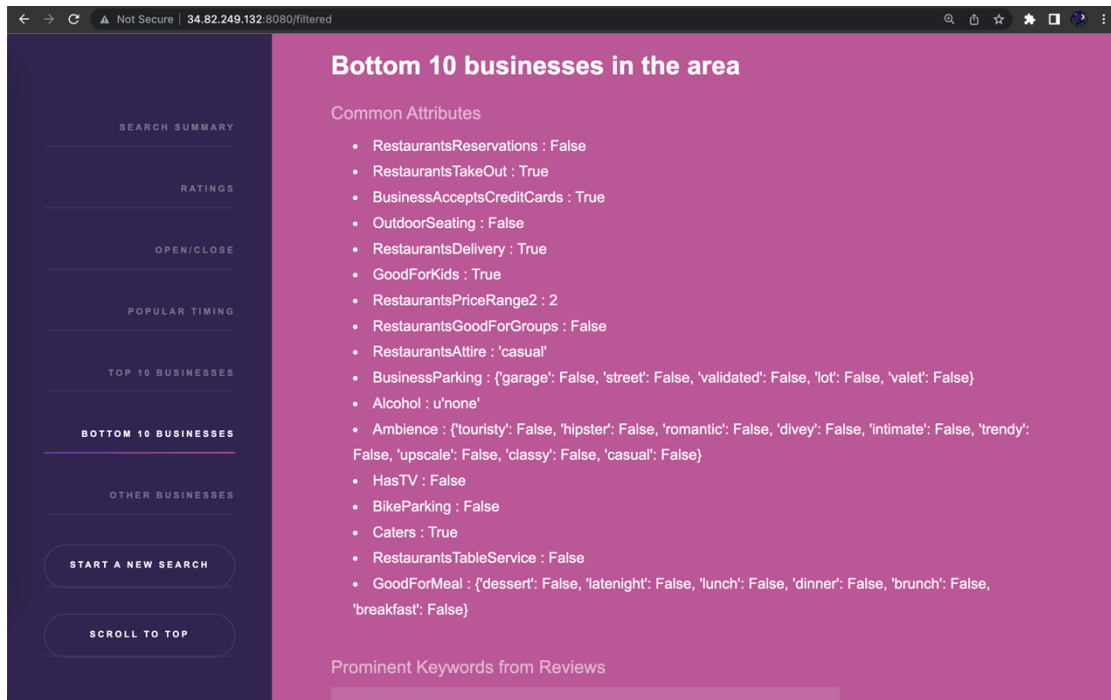 Not Secure | 34.82.249.132:8080/filtered
SEARCH SUMMARY
RATINGS
OPEN/CLOSE
POPULAR TIMING
TOP 10 BUSINESSES
BOTTOM 10 BUSINESSES
OTHER BUSINESSES
START A NEW SEARCH
SCROLL TO TOP
Bottom 10 businesses in the area
Common Attributes
• RestaurantsReservations : False
• RestaurantsTakeOut : True
• BusinessAcceptsCreditCards : True
• OutdoorSeating : False
• RestaurantsDelivery : True
• GoodForKids : True
• RestaurantsPriceRange2 : 2
• RestaurantsGoodForGroups : False
• RestaurantsAttire : 'casual'
• BusinessParking : {'garage': False, 'street': False, 'validated': False, 'lot': False, 'valet': False}
• Alcohol : u'none'
• Ambience : {'touristy': False, 'hipster': False, 'romantic': False, 'divey': False, 'intimate': False, 'trendy':
False, 'upscale': False, 'classy': False, 'casual': False}
• HasTV : False
• BikeParking : False
• Caters : True
• RestaurantsTableService : False
• GoodForMeal : {'dessert': False, 'latenight': False, 'lunch': False, 'dinner': False, 'brunch': False,
'breakfast': False}
Prominent Keywords from Reviews